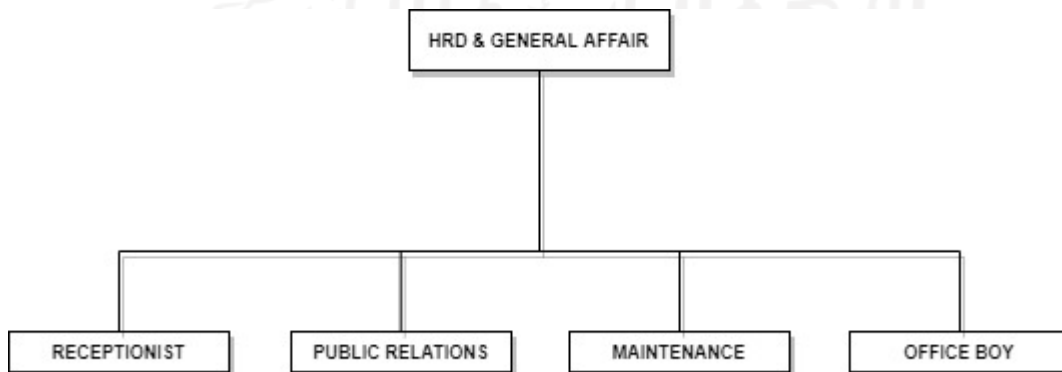 HRD & GENERAL AFFAIR
RECEPTIONIST
PUBLIC RELATIONS
MAINTENANCE
OFFICE BOY